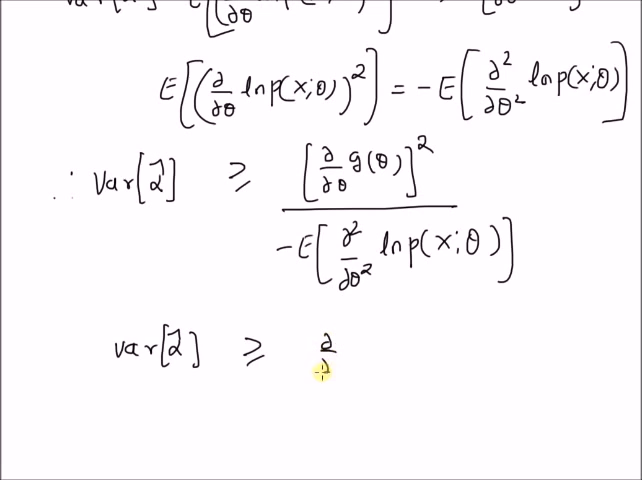 E[(∂/∂θ ln p(x;θ))²] = -E[∂²/∂θ² ln p(x;θ)]
∴ Var[α̂] ≥ [∂/∂θ g(θ)]² / -E[∂²/∂θ² ln p(x;θ)]
var[α̂] ≥ ∂/∂